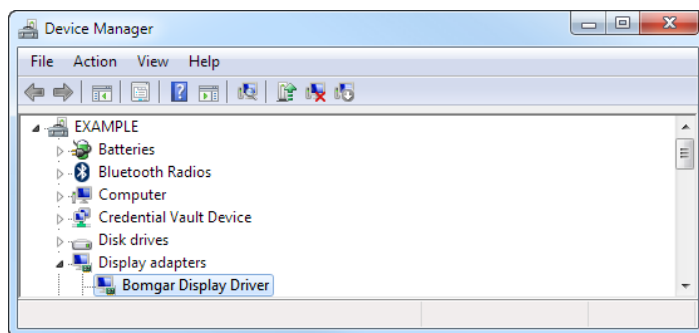 Device Manager
File Action View Help
EXAMPLE
Batteries
Bluetooth Radios
Computer
Credential Vault Device
Disk drives
Display adapters
Bomgar Display Driver